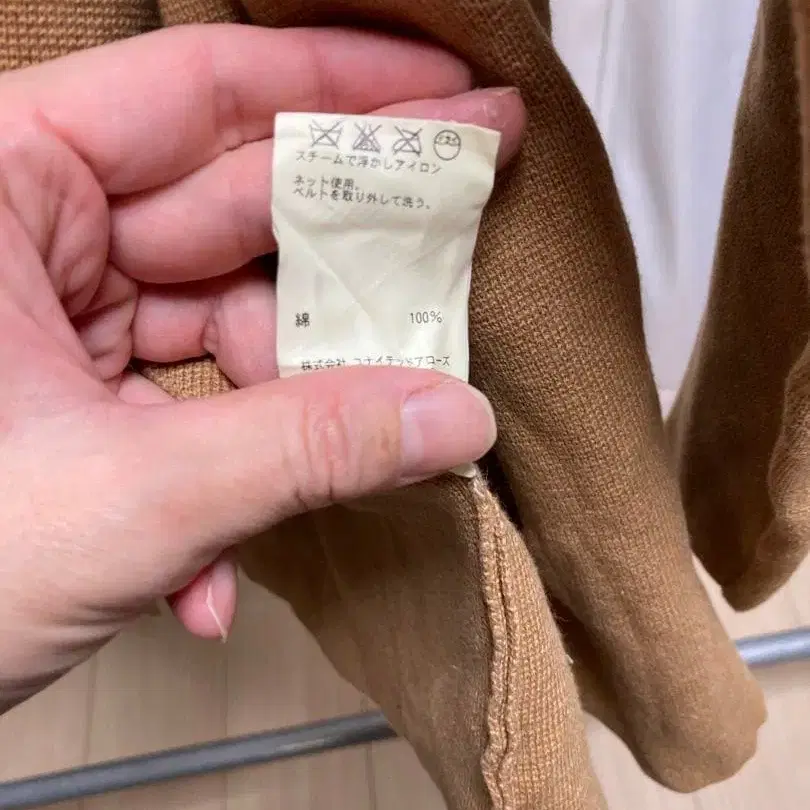 スチームで浮かしアイロン
ネット使用。
ベルトを取り外して洗う。
綿 100%
株式会社 ユナイテッドアローズ